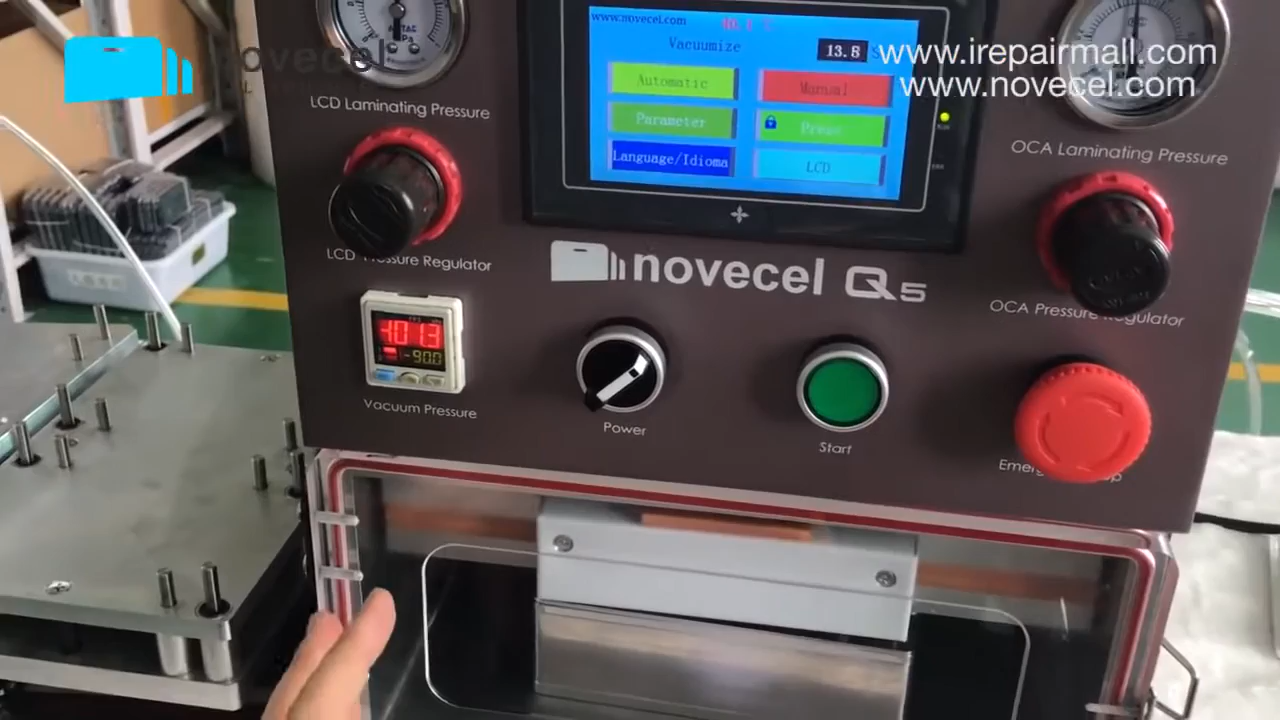 novecel
www.irepairmall.com
www.novecel.com
LCD Laminating Pressure
LCD Pressure Regulator
Vacuum Pressure
-90.0
www.novecel.com
Vacuumize
13.8
Automatic
Manual
Parameter
Press
Language/Idioma
LCD
novecel Q5
Power
Start
OCA Laminating Pressure
OCA Pressure Regulator